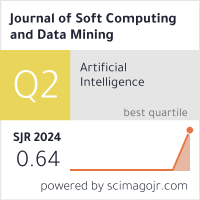 Journal of Soft Computing
and Data Mining
Q2
Artificial
Intelligence
best quartile
SJR 2024
0.64
powered by scimagojr.com